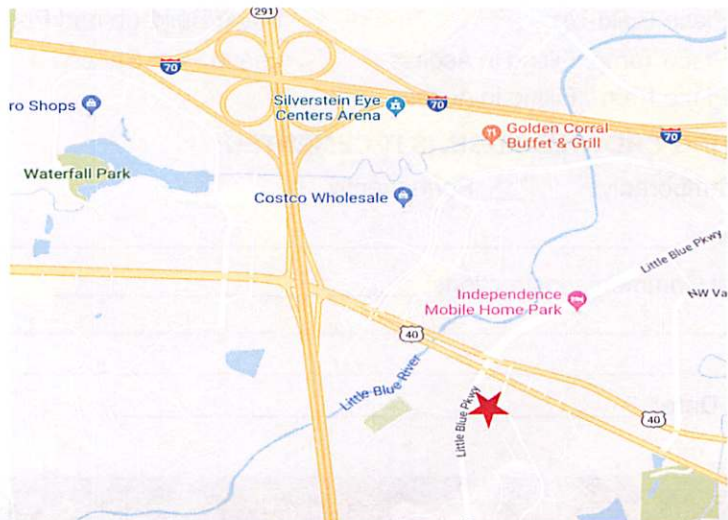 291
70
ro Shops
Silverstein Eye
Centers Arena
70
Golden Corral
Buffet & Grill
70
Waterfall Park
Costco Wholesale
Little Blue Pkwy
Independence
Mobile Home Park
NW Va
40
Little Blue River
Little Blue Pkwy
40